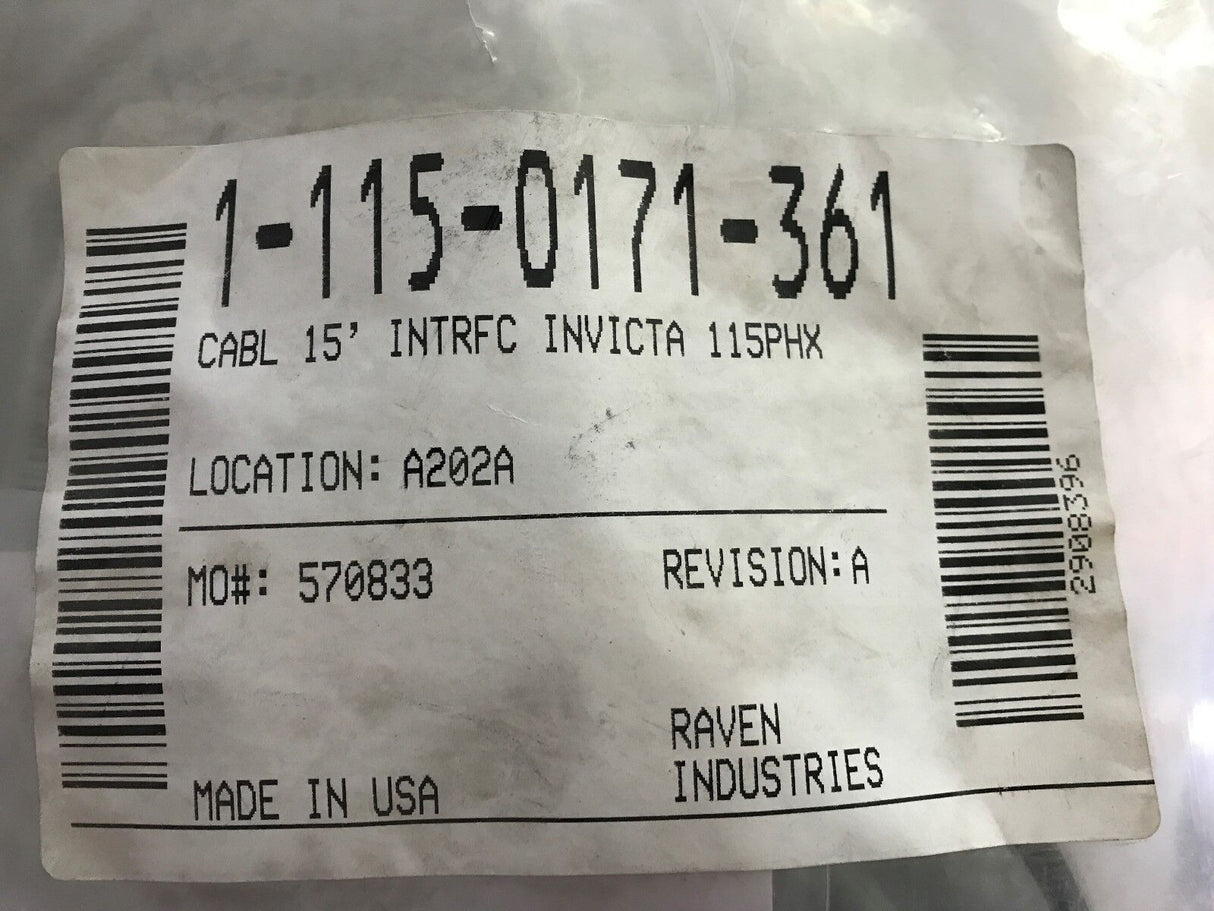 1-115-0171-361
CABL 15' INTRFC INVICTA 115PHX
LOCATION: A202A
MO#: 570833
REVISION: A
2908396
RAVEN
INDUSTRIES
MADE IN USA